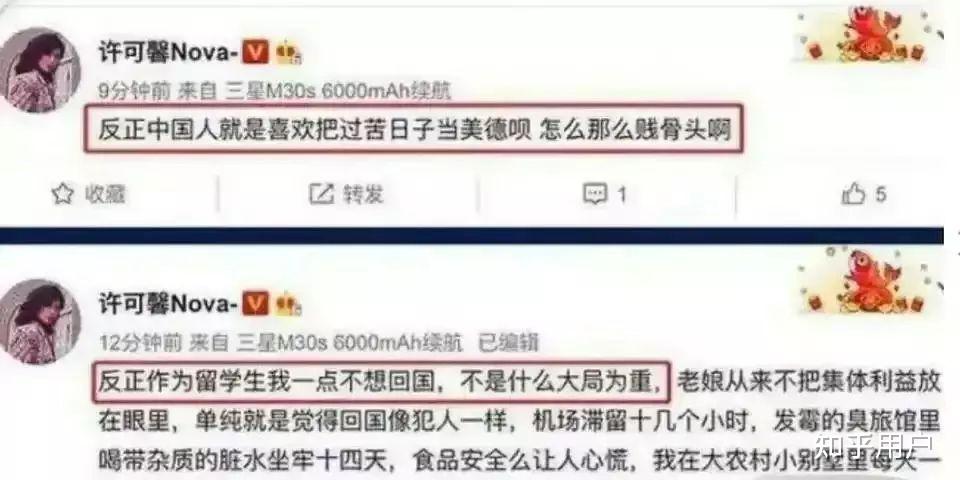 许可馨Nova-
9分钟前 来自 三星M30s 6000mAh续航
反正中国人就是喜欢把过苦日子当美德呗 怎么那么贱骨头啊
收藏 转发 1 5
许可馨Nova-
12分钟前 来自 三星M30s 6000mAh续航 已编辑
反正作为留学生我一点不想回国，不是什么大局为重，老娘从来不把集体利益放
在眼里，单纯就是觉得回国像犯人一样，机场滞留十几个小时，发霉的臭旅馆里
喝带杂质的脏水坐牢十四天，食品安全么让人心慌，我在大农村小别墅里每天一
知乎用户